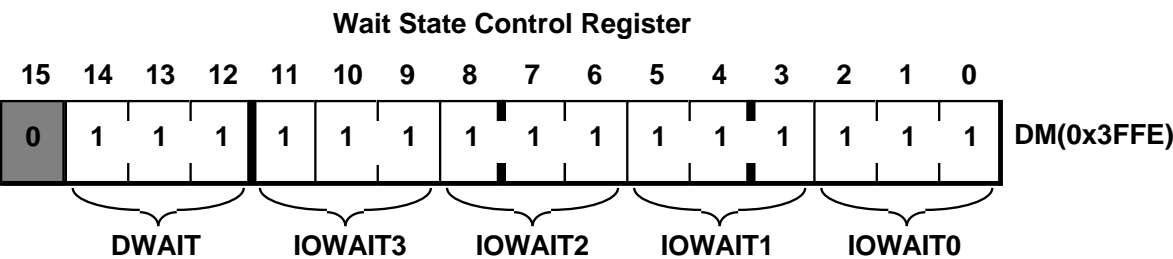 Wait State Control Register
15 14 13 12 11 10 9 8 7 6 5 4 3 2 1 0
0 1 1 1 1 1 1 1 1 1 1 1 1 1 1 1 DM(0x3FFE)
DWAIT IOWAIT3 IOWAIT2 IOWAIT1 IOWAIT0